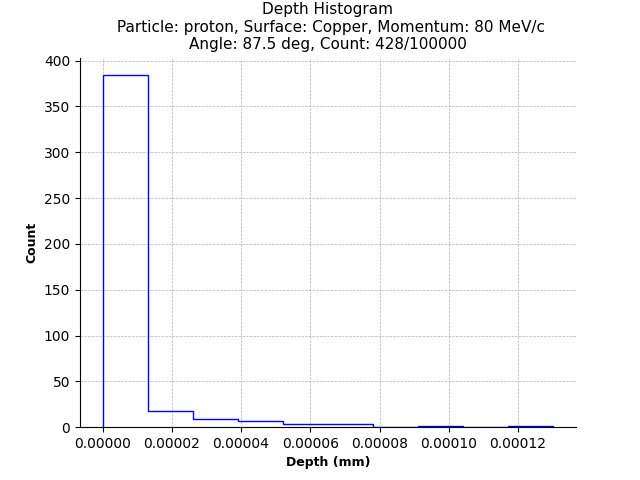 Depth Histogram
Particle: proton, Surface: Copper, Momentum: 80 MeV/c
Angle: 87.5 deg, Count: 428/100000
400
350
300
250
200
150
100
50
0
Count
0.00000 0.00002 0.00004 0.00006 0.00008 0.00010 0.00012
Depth (mm)